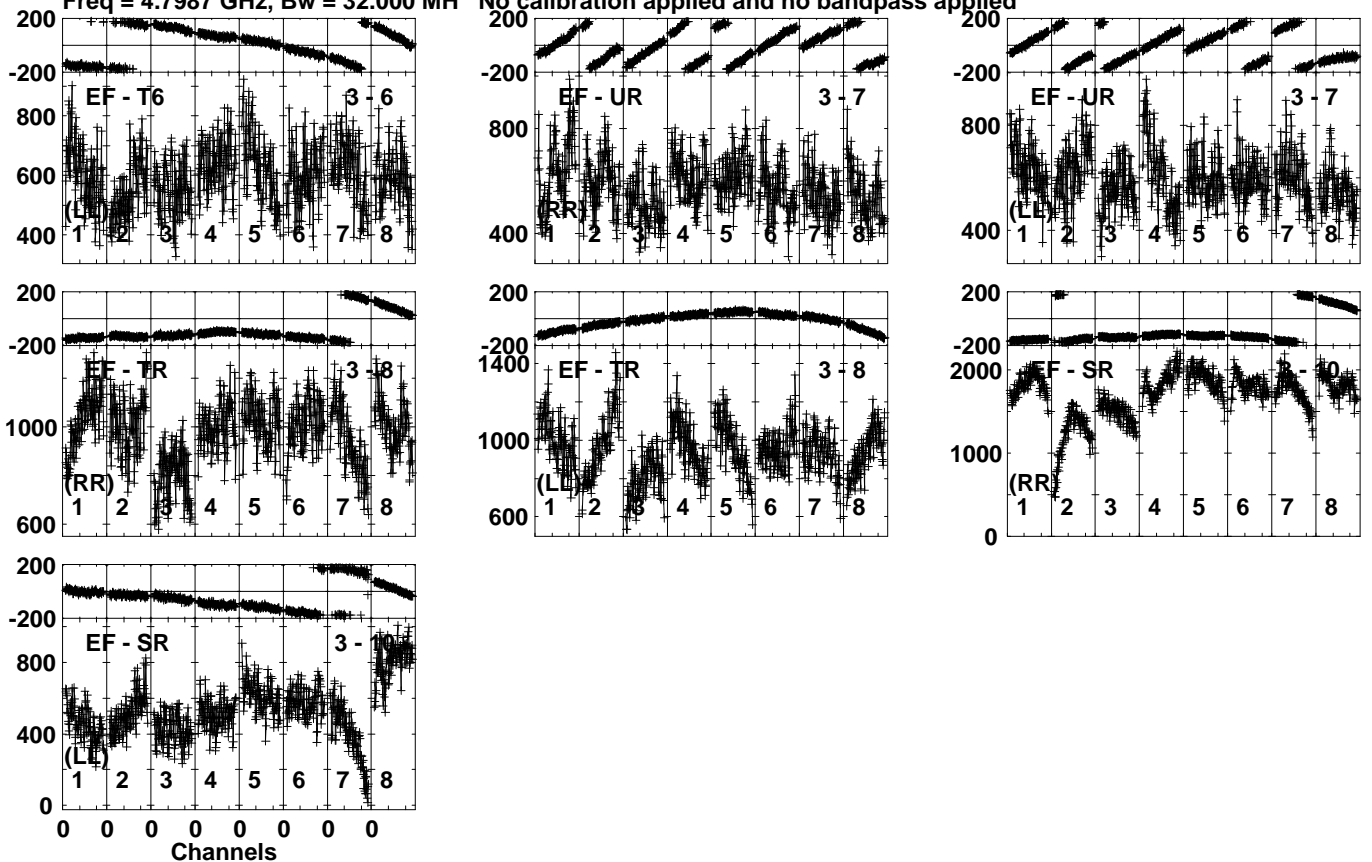 Freq = 4.7987 GHz, Bw = 32.000 MH No calibration applied and no bandpass applied
200
-200
EF - T6 3 - 6
800
600
400
(LL)
1 2 3 4 5 6 7 8
200
-200
EF - UR 3 - 7
800
400
(RR)
1 2 3 4 5 6 7 8
200
-200
EF - UR 3 - 7
800
400
(LL)
1 2 3 4 5 6 7 8
200
-200
EF - TR 3 - 8
1000
600
(RR)
1 2 3 4 5 6 7 8
200
-200
1400
EF - TR 3 - 8
1000
600
(LL)
1 2 3 4 5 6 7 8
200
-200
2000
EF - SR 3 - 10
1000
(RR)
1 2 3 4 5 6 7 8
0
200
-200
EF - SR 3 - 10
800
400
(LL)
1 2 3 4 5 6 7 8
0
0 0 0 0 0 0 0 0
Channels